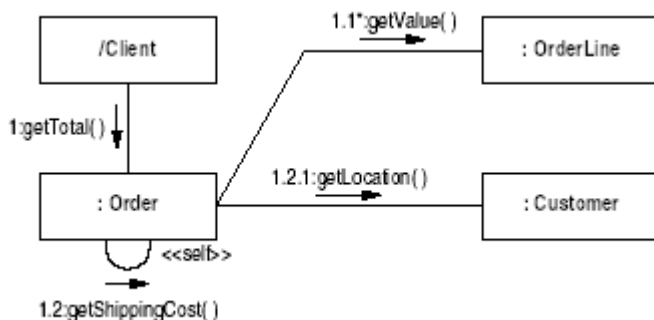 1.1*:getValue( )
/Client
: OrderLine
1:getTotal( )
1.2.1:getLocation( )
: Order
: Customer
<<self>>
1.2:getShippingCost( )